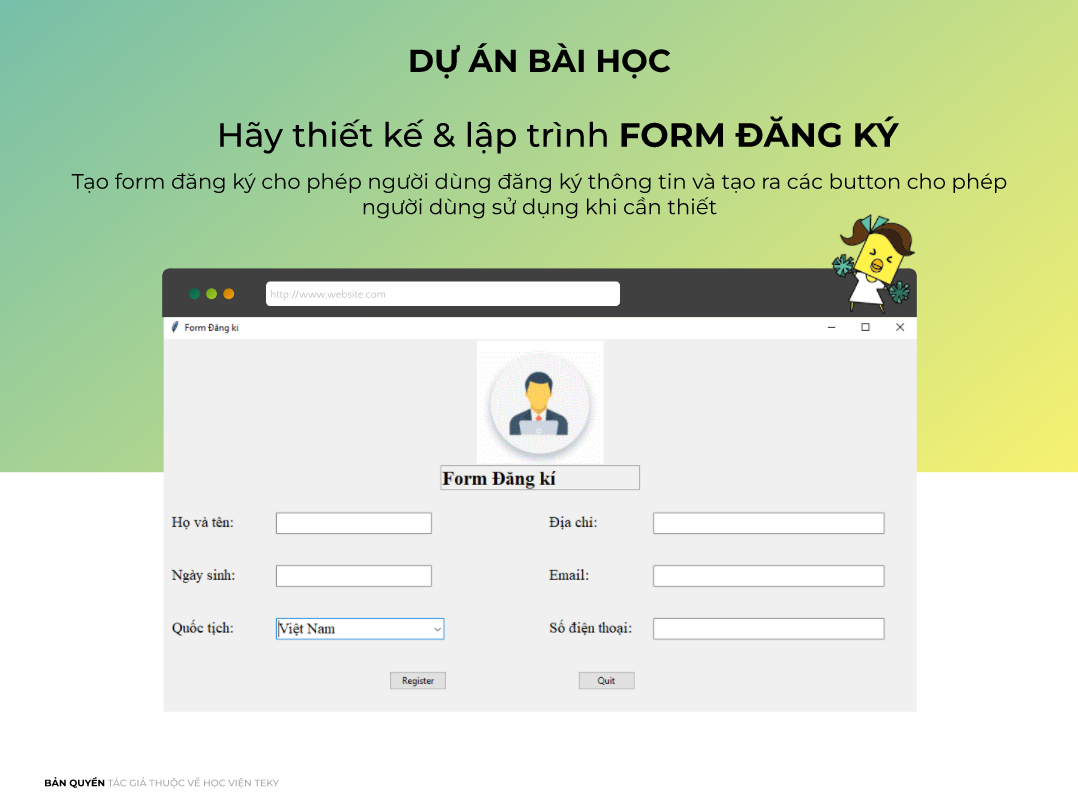 DỰ ÁN BÀI HỌC
Hãy thiết kế & lập trình FORM ĐĂNG KÝ
Tạo form đăng ký cho phép người dùng đăng ký thông tin và tạo ra các button cho phép
người dùng sử dụng khi cần thiết
http://www.website.com
Form Đăng kí
Form Đăng kí
Họ và tên:
Địa chỉ:
Ngày sinh:
Email:
Quốc tịch:
Việt Nam
Số điện thoại:
Register
Quit
BẢN QUYỀN TÁC GIẢ THUỘC VỀ HỌC VIỆN TEKY